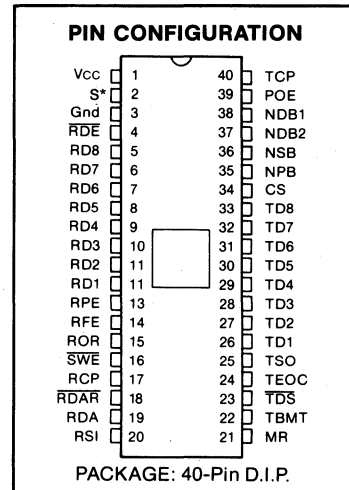 PIN CONFIGURATION
Vcc 1 40 TCP
S* 2 39 POE
Gnd 3 38 NDB1
RDE 4 37 NDB2
RD8 5 36 NSB
RD7 6 35 NPB
RD6 7 34 CS
RD5 8 33 TD8
RD4 9 32 TD7
RD3 10 31 TD6
RD2 11 30 TD5
RD1 11 29 TD4
RPE 13 28 TD3
RFE 14 27 TD2
ROR 15 26 TD1
SWE 16 25 TSO
RCP 17 24 TEOC
RDAR 18 23 TDS
RDA 19 22 TBMT
RSI 20 21 MR
PACKAGE: 40-Pin D.I.P.